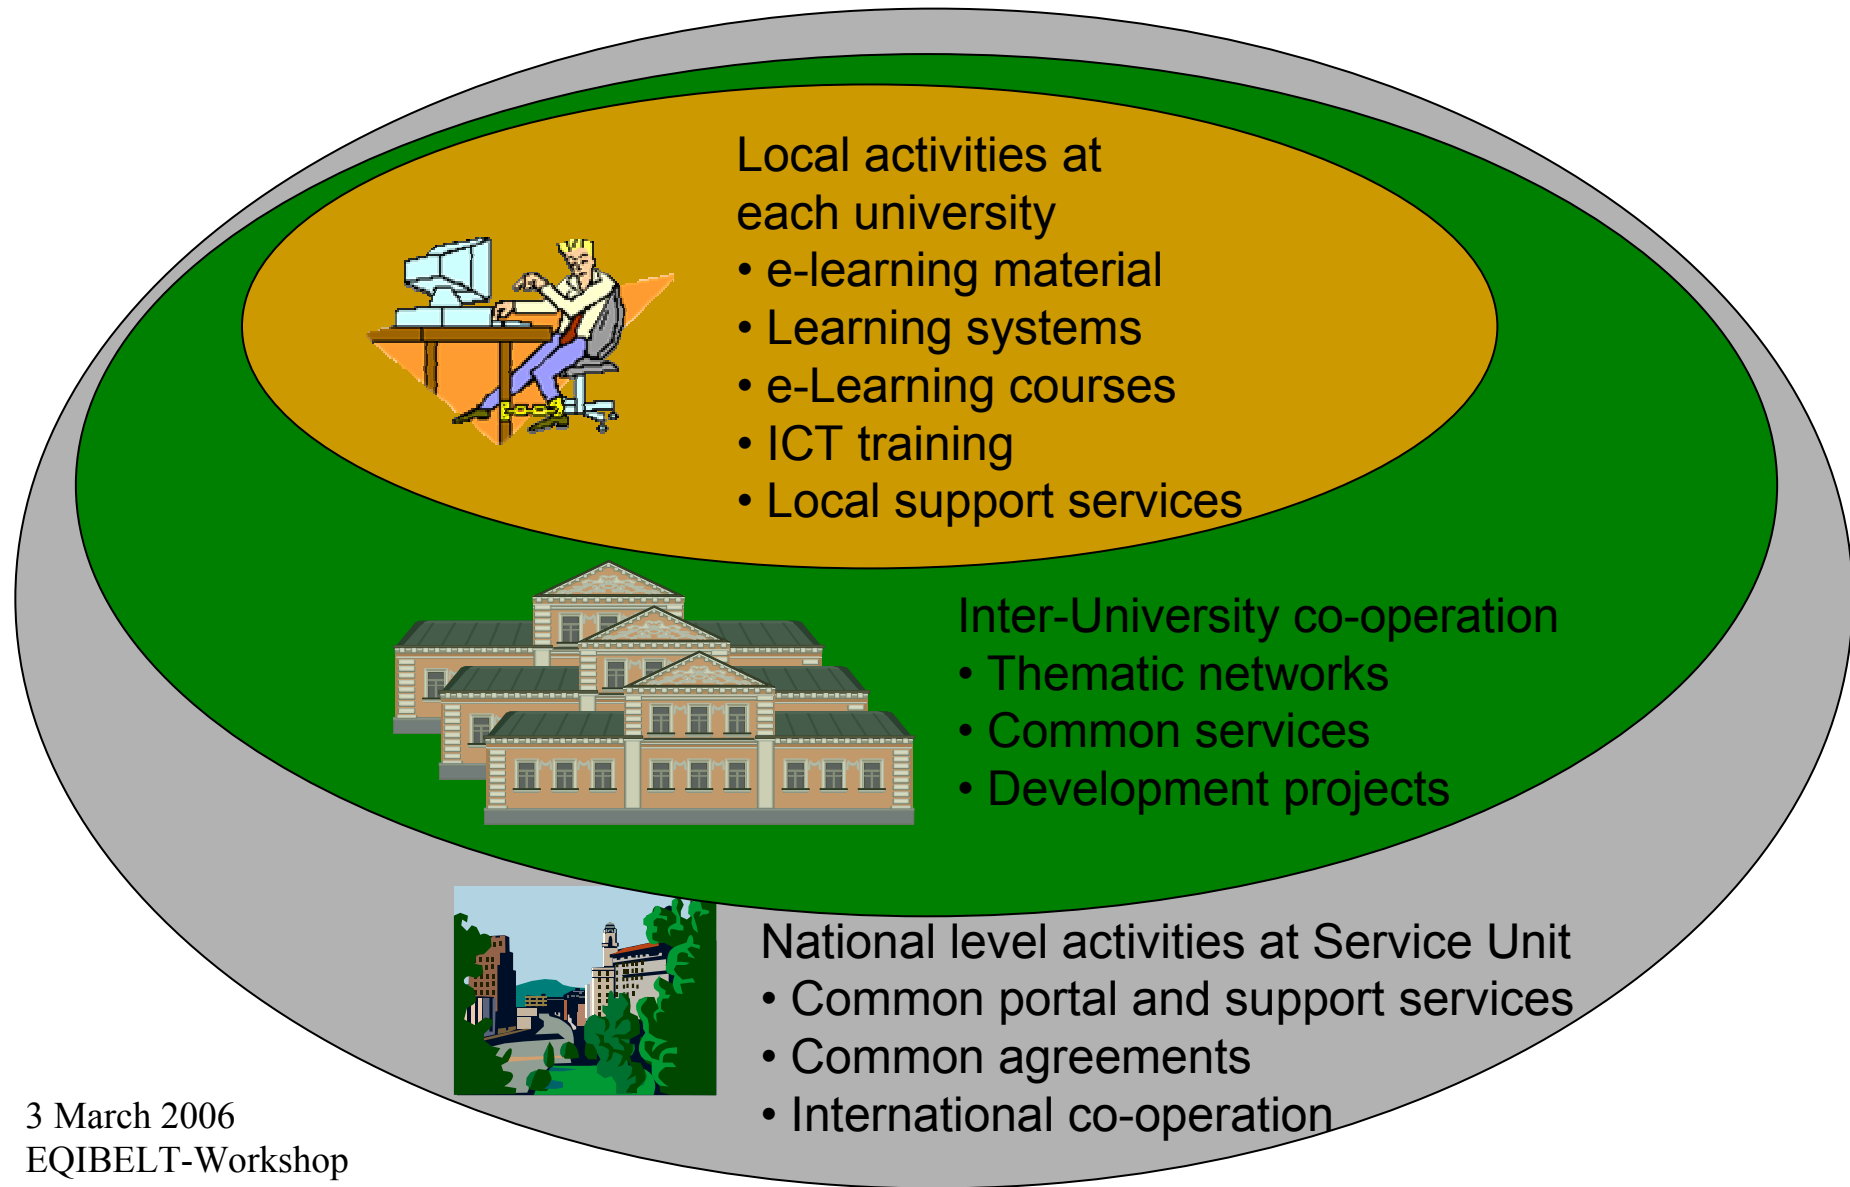 Local activities at
each university
• e-learning material
• Learning systems
• e-Learning courses
• ICT training
• Local support services
Inter-University co-operation
• Thematic networks
• Common services
• Development projects
National level activities at Service Unit
• Common portal and support services
• Common agreements
• International co-operation
3 March 2006
EQIBELT-Workshop